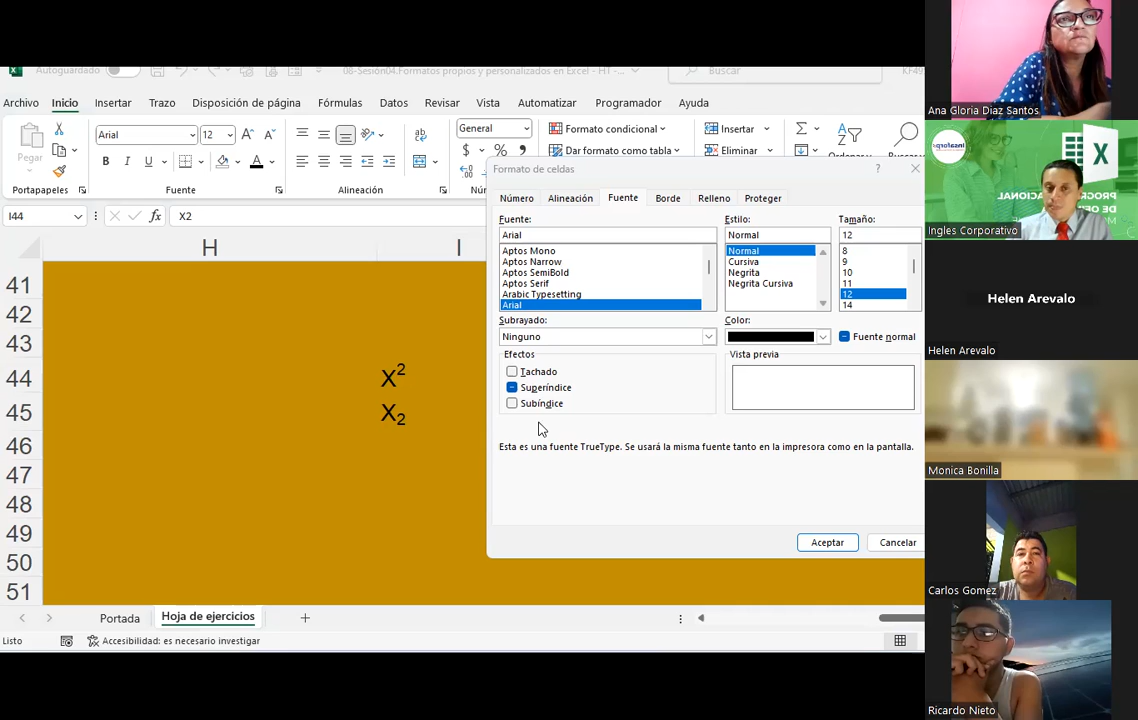 Autoguardado
08-Sesión04.Formatos propios y personalizados en Excel - HT -
Buscar
Archivo Inicio Insertar Trazo Disposición de página Fórmulas Datos Revisar Vista Automatizar Programador Ayuda
Pegar
Arial 12
General
Formato condicional
Insertar
Dar formato como tabla
Eliminar
N K S
$ %
Portapapeles Fuente Alineación
I44 fx X2
H I
41
42
43
44 X²
45 X₂
46
47
48
49
50
51
Formato de celdas ?
Número Alineación Fuente Borde Relleno Proteger
Fuente: Estilo: Tamaño:
Arial Normal 12
Aptos Mono Normal 8
Aptos Narrow Cursiva 9
Aptos SemiBold Negrita 10
Aptos Serif Negrita Cursiva 11
Arabic Typesetting 12
Arial 14
Subrayado: Color:
Ninguno Fuente normal
Efectos Vista previa
Tachado
Superíndice
Subíndice
Esta es una fuente TrueType. Se usará la misma fuente tanto en la impresora como en la pantalla.
Aceptar Cancelar
Portada Hoja de ejercicios
Listo Accesibilidad: es necesario investigar
Ana Gloria Diaz Santos
Ingles Corporativo
Helen Arevalo
Helen Arevalo
Monica Bonilla
Carlos Gomez
Ricardo Nieto